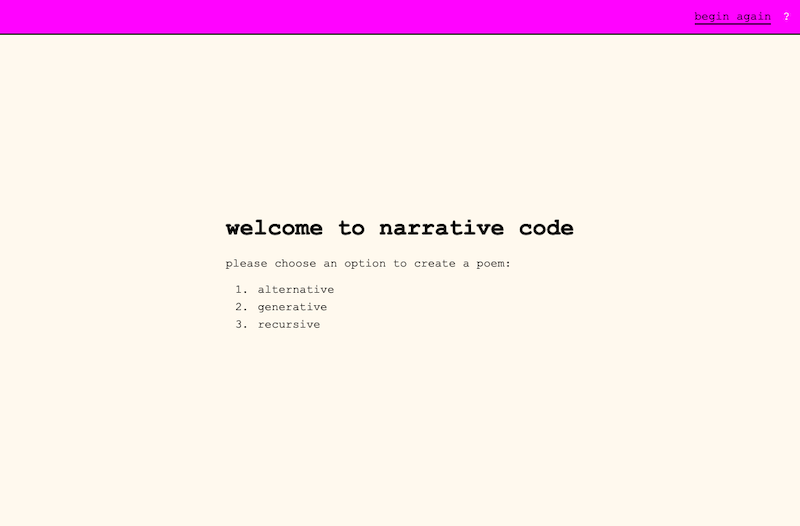 begin again ?
welcome to narrative code
please choose an option to create a poem:
1. alternative
2. generative
3. recursive